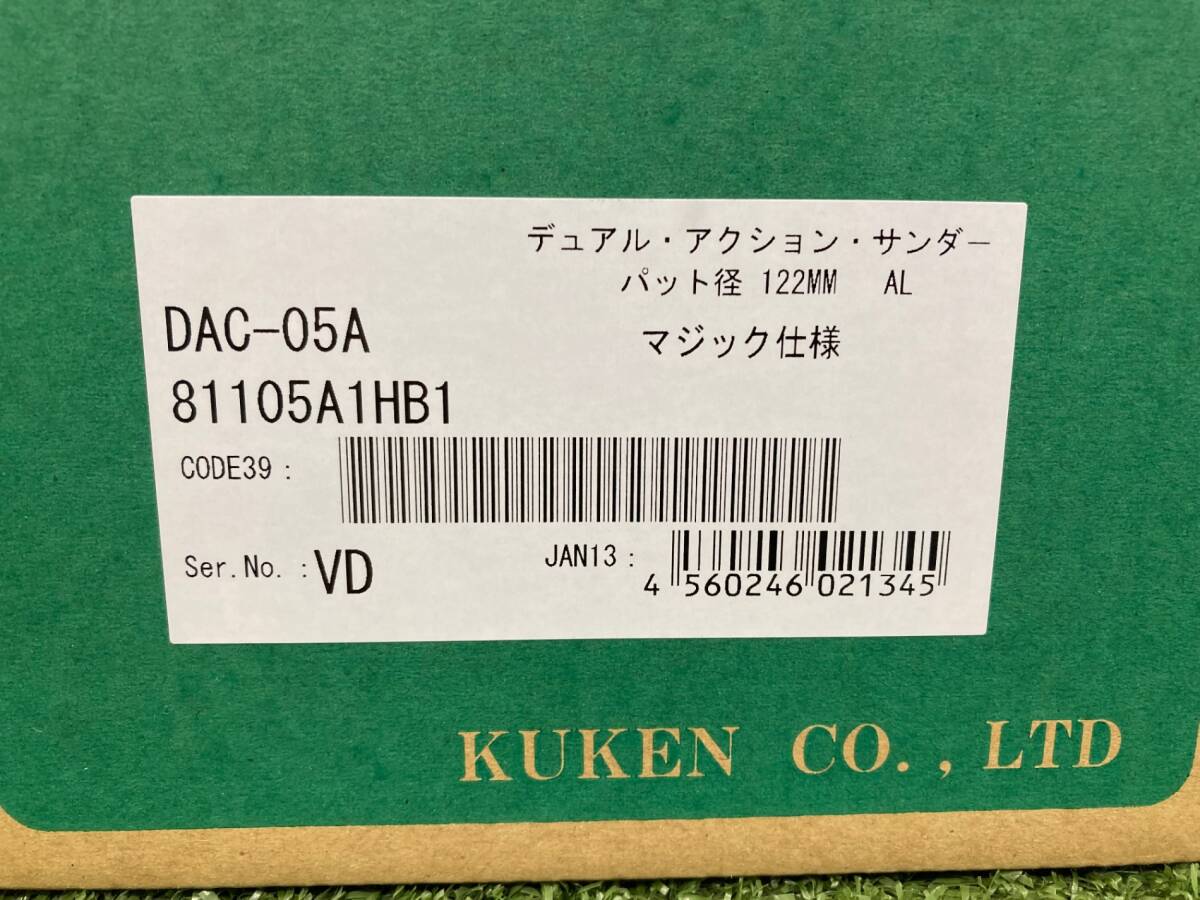 デュアル・アクション・サンダー
パット径 122MM AL
DAC-05A
マジック仕様
81105A1HB1
CODE39 :
Ser.No. : VD
JAN13 :
4 560246 021345
KUKEN CO., LTD